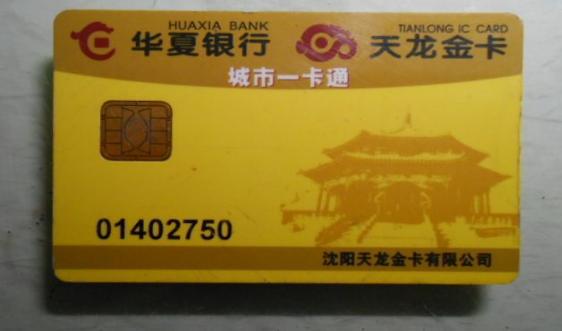 HUAXIA BANK
华夏银行
TIANLONG IC CARD
天龙金卡
城市一卡通
01402750
沈阳天龙金卡有限公司